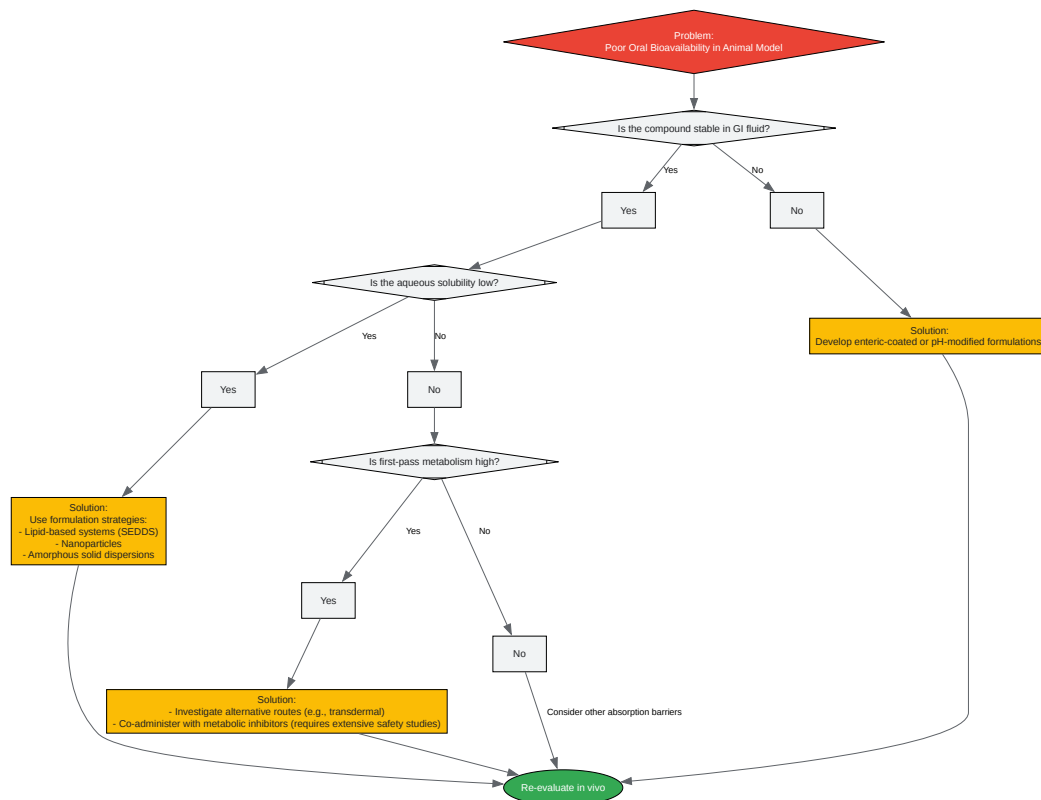 Problem:
Poor Oral Bioavailability in Animal Model
Is the compound stable in GI fluid?
Yes
No
Yes
No
Is the aqueous solubility low?
Solution:
Develop enteric-coated or pH-modified formulations
Yes
No
Yes
No
Is first-pass metabolism high?
Solution:
Use formulation strategies:
- Lipid-based systems (SEDDS)
- Nanoparticles
- Amorphous solid dispersions
Yes
No
Yes
No
Solution:
- Investigate alternative routes (e.g., transdermal)
- Co-administer with metabolic inhibitors (requires extensive safety studies)
Consider other absorption barriers
Re-evaluate in vivo